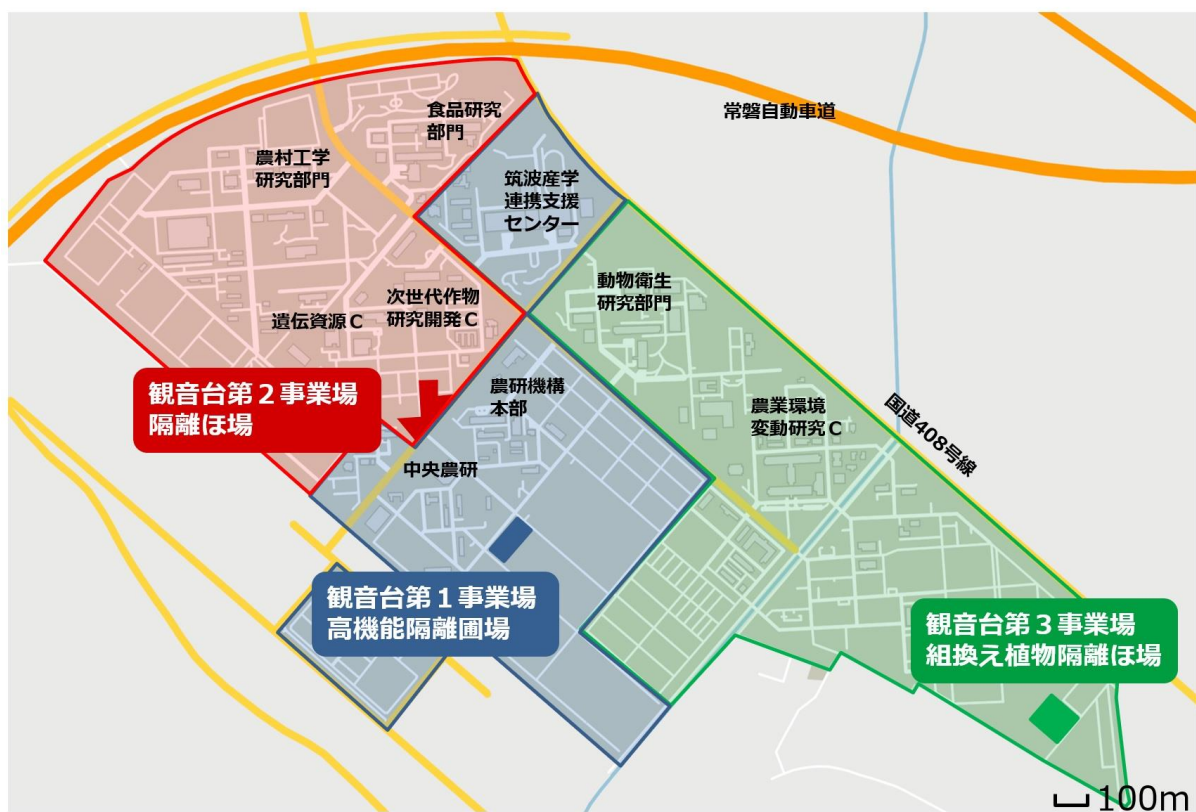 常磐自動車道
食品研究
部門
農村工学
研究部門
筑波産学
連携支援
センター
動物衛生
研究部門
次世代作物
研究開発C
遺伝資源C
観音台第２事業場
隔離ほ場
農研機構
本部
農業環境
変動研究C
国道408号線
中央農研
観音台第１事業場
高機能隔離圃場
観音台第３事業場
組換え植物隔離ほ場
100m